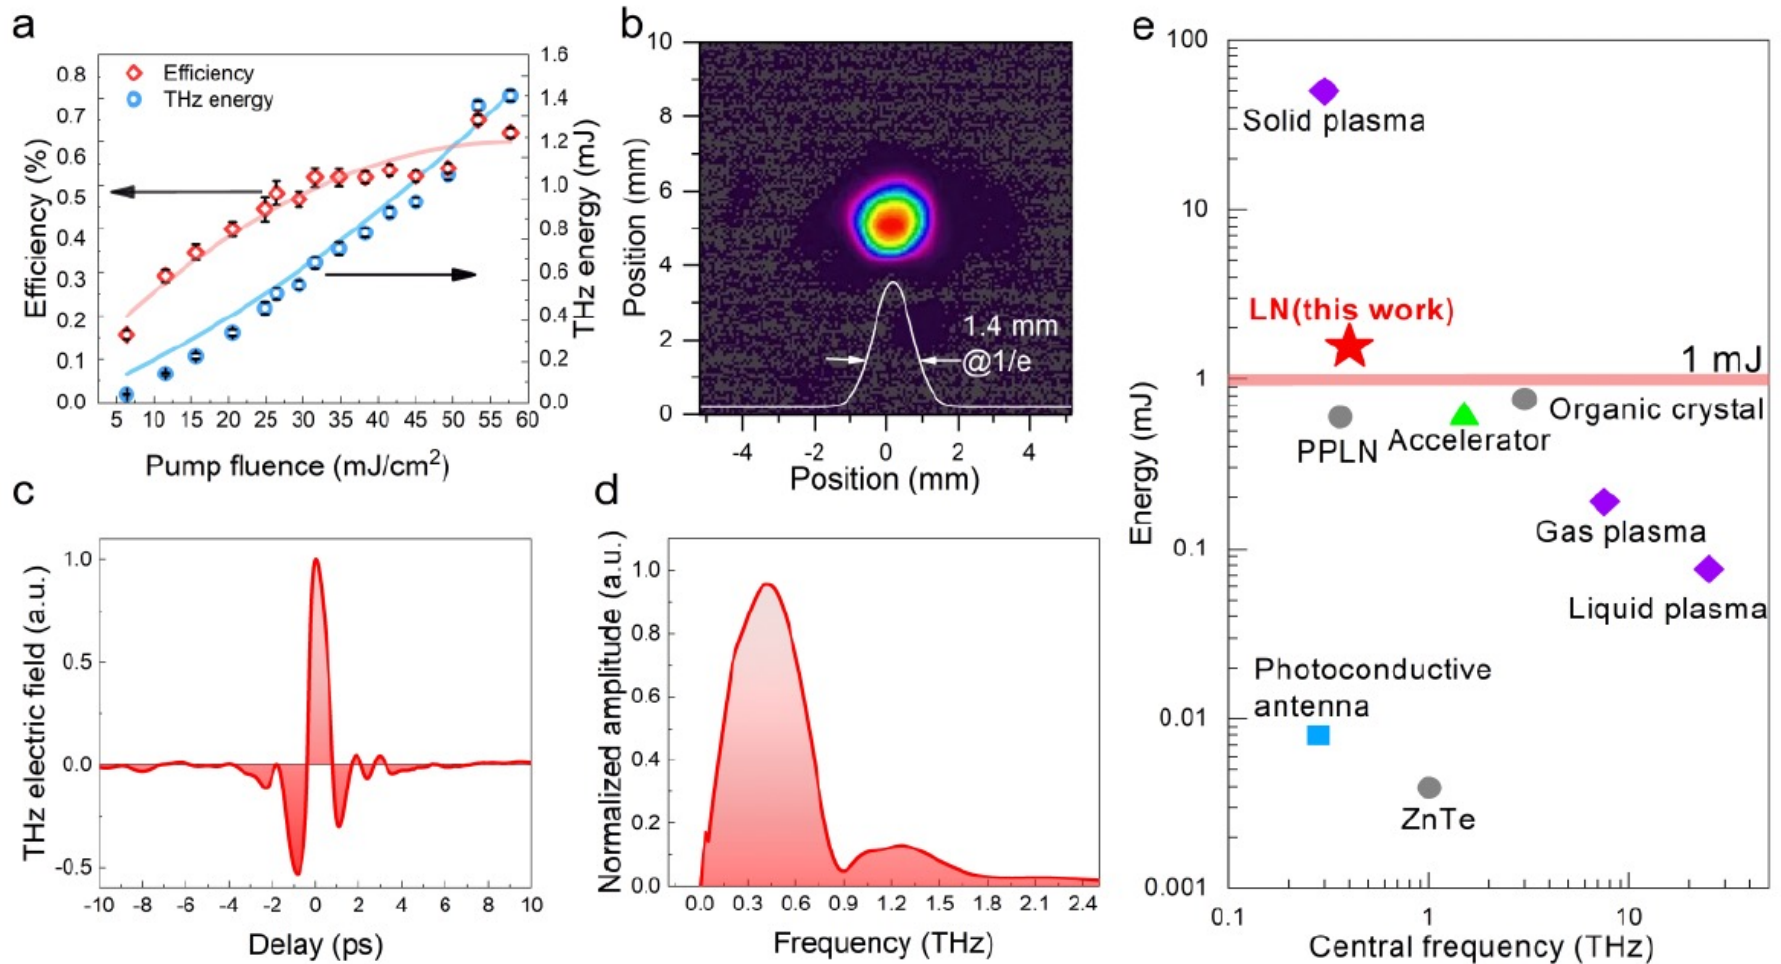 a
0.8
0.7
0.6
0.5
0.4
0.3
0.2
0.1
0.0
Efficiency (%)
Efficiency
THz energy
1.6
1.4
1.2
1.0
0.8
0.6
0.4
0.2
0.0
THz energy (mJ)
5 10 15 20 25 30 35 40 45 50 55 60
Pump fluence (mJ/cm²)
b
10
8
6
4
2
0
Position (mm)
1.4 mm
@1/e
-4 -2 0 2 4
Position (mm)
c
1.0
0.5
0.0
-0.5
THz electric field (a.u.)
-10 -8 -6 -4 -2 0 2 4 6 8 10
Delay (ps)
d
1.0
0.8
0.6
0.4
0.2
0.0
Normalized amplitude (a.u.)
0.0 0.3 0.6 0.9 1.2 1.5 1.8 2.1 2.4
Frequency (THz)
e
100
10
1
0.1
0.01
0.001
Energy (mJ)
Solid plasma
LN(this work)
1 mJ
Organic crystal
PPLN
Accelerator
Gas plasma
Liquid plasma
Photoconductive
antenna
ZnTe
0.1 1 10
Central frequency (THz)